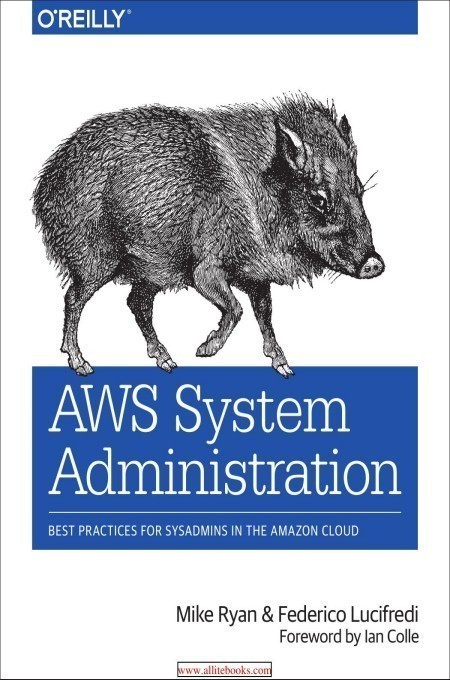 O'REILLY®
AWS System
Administration
BEST PRACTICES FOR SYSADMINS IN THE AMAZON CLOUD
Mike Ryan & Federico Lucifredi
Foreword by Ian Colle
www.allitebooks.com